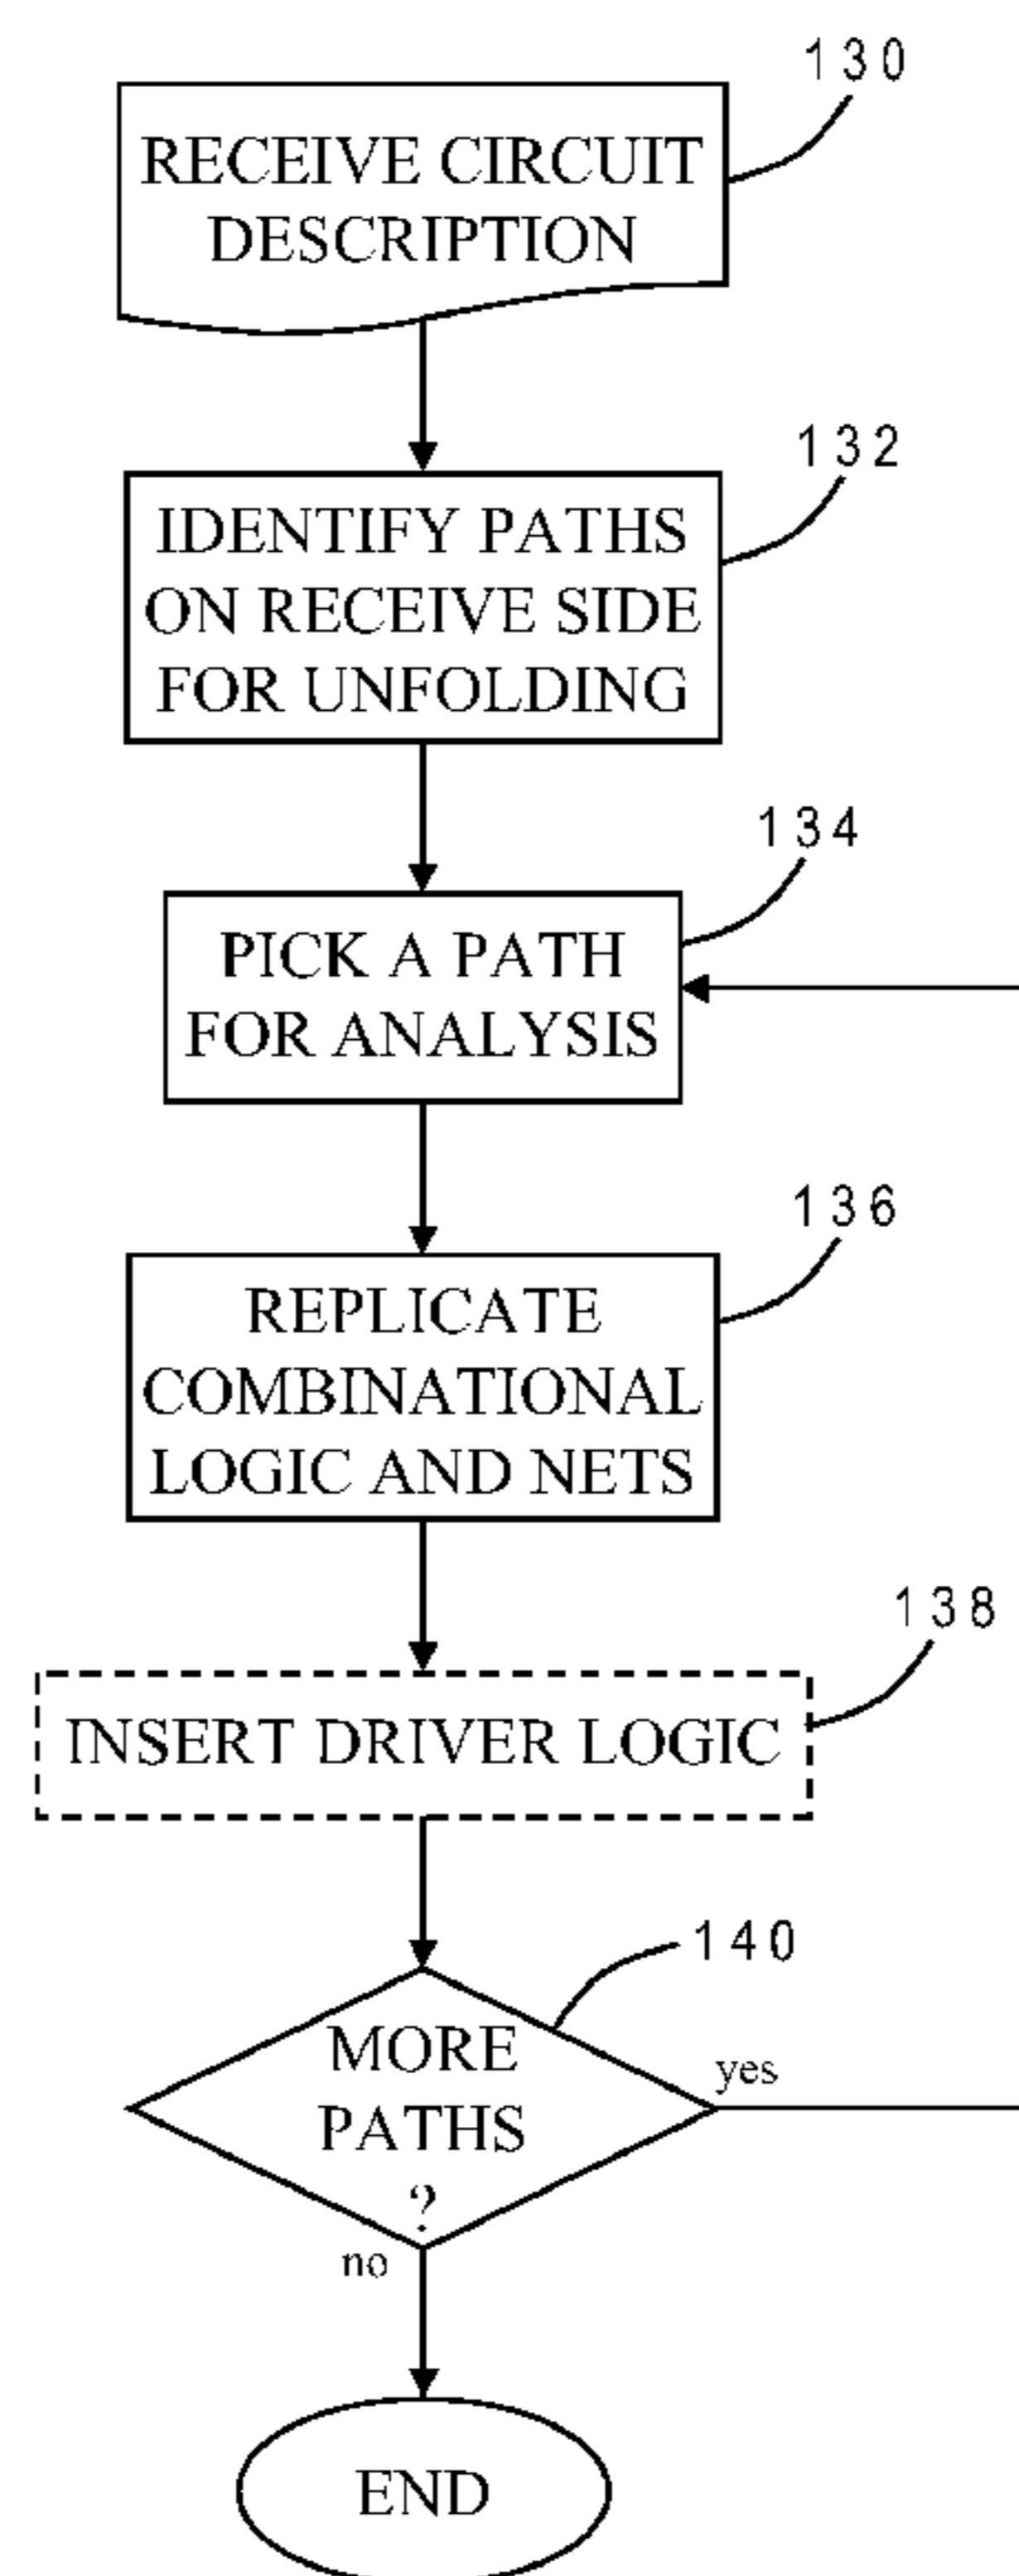 130
RECEIVE CIRCUIT
DESCRIPTION
132
IDENTIFY PATHS
ON RECEIVE SIDE
FOR UNFOLDING
134
PICK A PATH
FOR ANALYSIS
136
REPLICATE
COMBINATIONAL
LOGIC AND NETS
138
INSERT DRIVER LOGIC
140
MORE
PATHS
?
yes
no
END